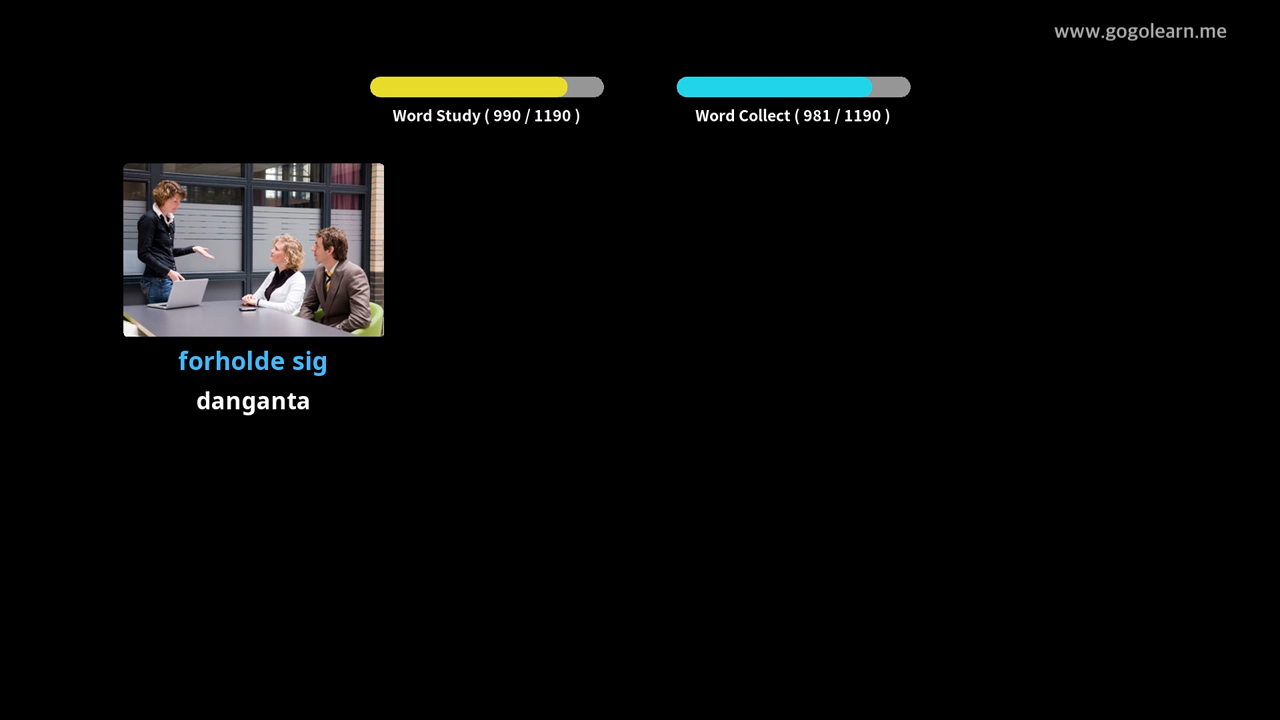 www.gogolearn.me
Word Study ( 990 / 1190 )
Word Collect ( 981 / 1190 )
forholde sig
danganta